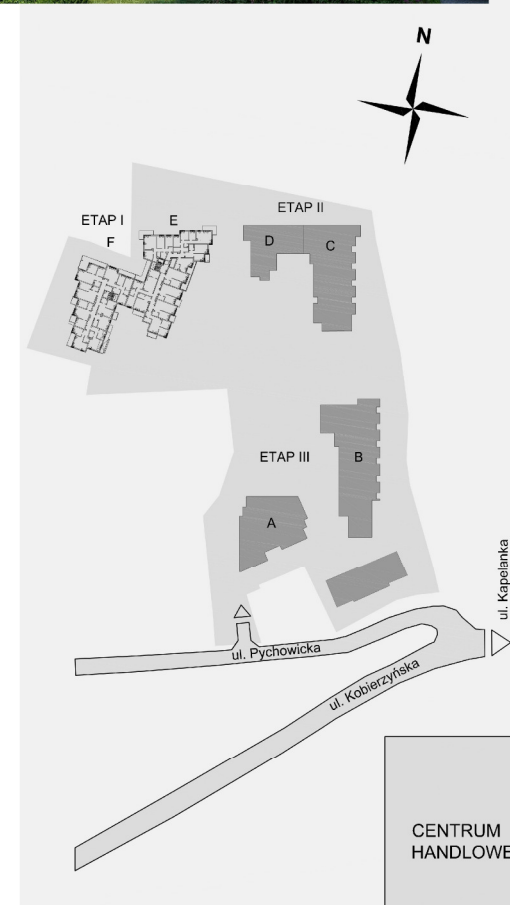 N
ETAP II
ETAP I
E
F
D
C
ETAP III
B
A
ul. Kapelanka
ul. Pychowicka
ul. Kobierzyńska
CENTRUM
HANDLOWE